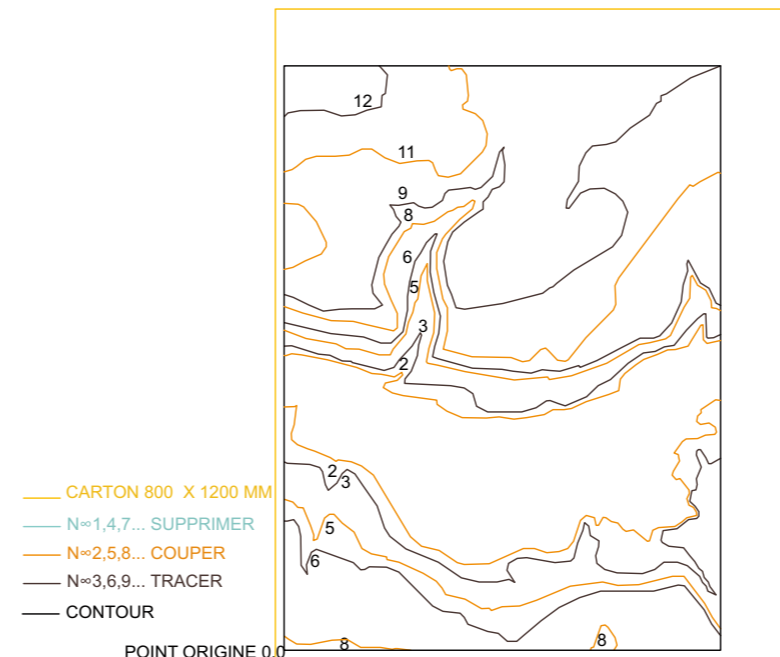 12
11
9
8
6
5
3
2
2
3
CARTON 800 X 1200 MM
N∞1,4,7... SUPPRIMER
5
N∞2,5,8... COUPER
6
N∞3,6,9... TRACER
CONTOUR
8
8
POINT ORIGINE 0.0